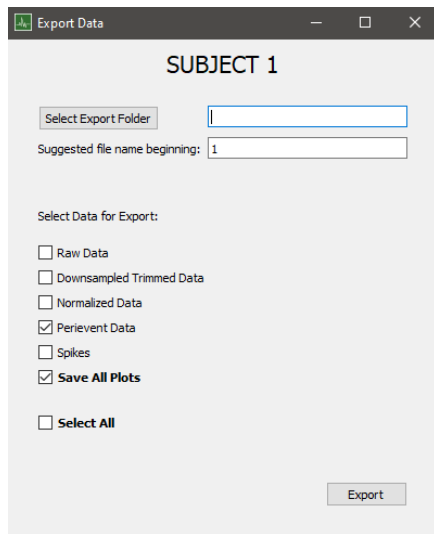 Export Data
SUBJECT 1
Select Export Folder
Suggested file name beginning: 1
Select Data for Export:
Raw Data
Downsampled Trimmed Data
Normalized Data
Perievent Data
Spikes
Save All Plots
Select All
Export